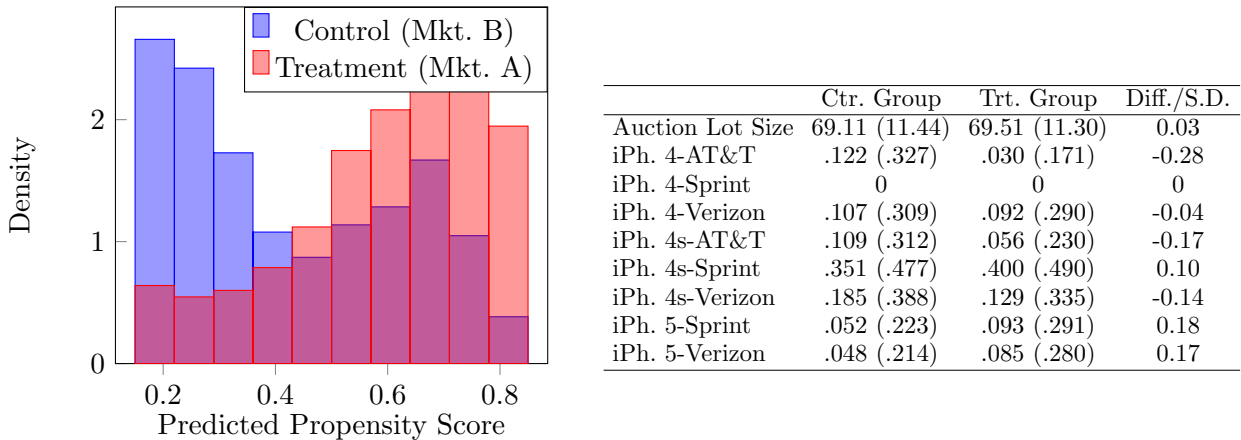 Control (Mkt. B)
Treatment (Mkt. A)
2
1
0
Density
0.2 0.4 0.6 0.8
Predicted Propensity Score
Ctr. Group Trt. Group Diff./S.D.
Auction Lot Size 69.11 (11.44) 69.51 (11.30) 0.03
iPh. 4-AT&T .122 (.327) .030 (.171) -0.28
iPh. 4-Sprint 0 0 0
iPh. 4-Verizon .107 (.309) .092 (.290) -0.04
iPh. 4s-AT&T .109 (.312) .056 (.230) -0.17
iPh. 4s-Sprint .351 (.477) .400 (.490) 0.10
iPh. 4s-Verizon .185 (.388) .129 (.335) -0.14
iPh. 5-Sprint .052 (.223) .093 (.291) 0.18
iPh. 5-Verizon .048 (.214) .085 (.280) 0.17